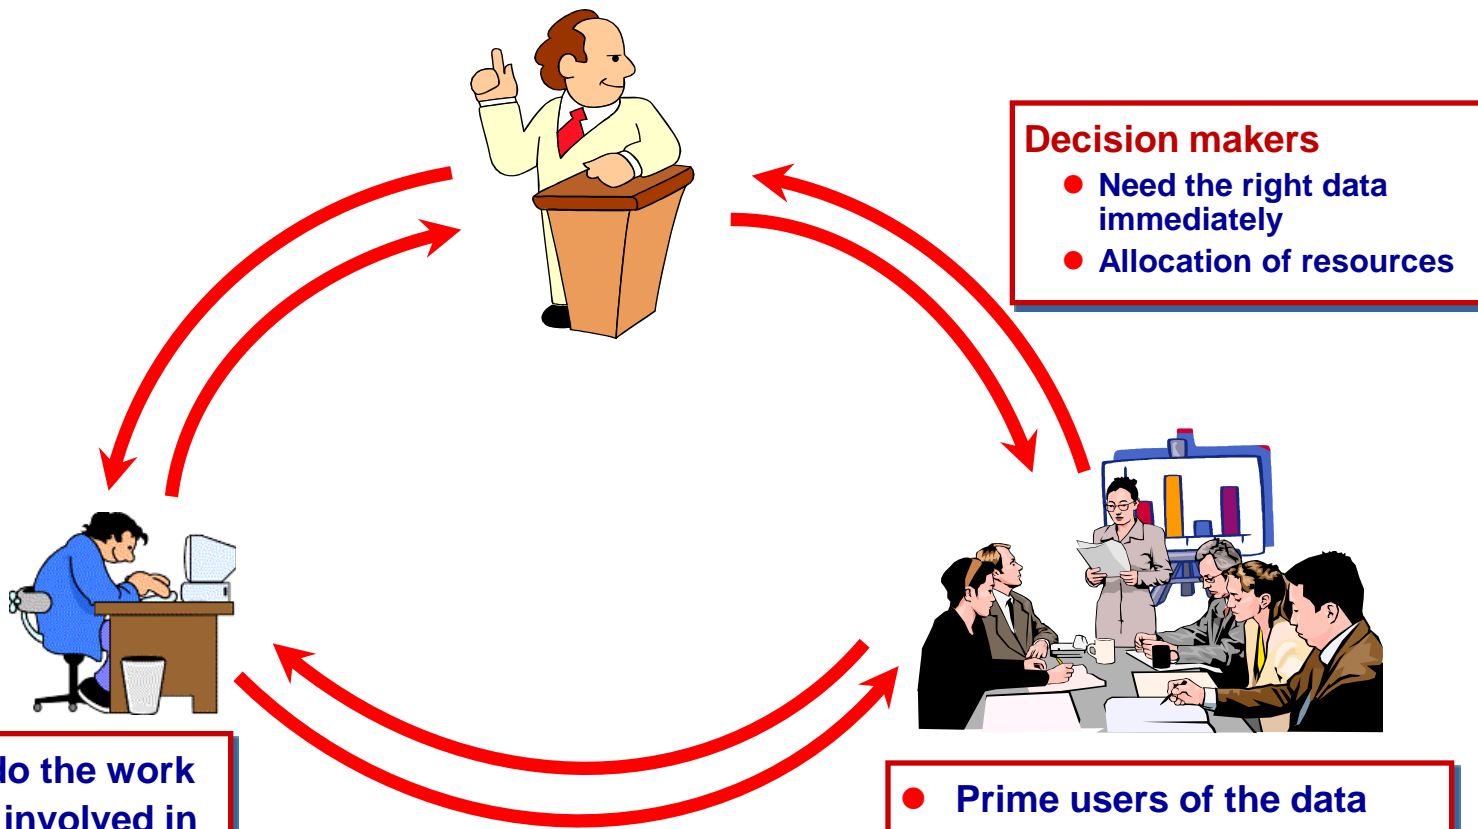 Decision makers
● Need the right data
immediately
● Allocation of resources
do the work
involved in
● Prime users of the data